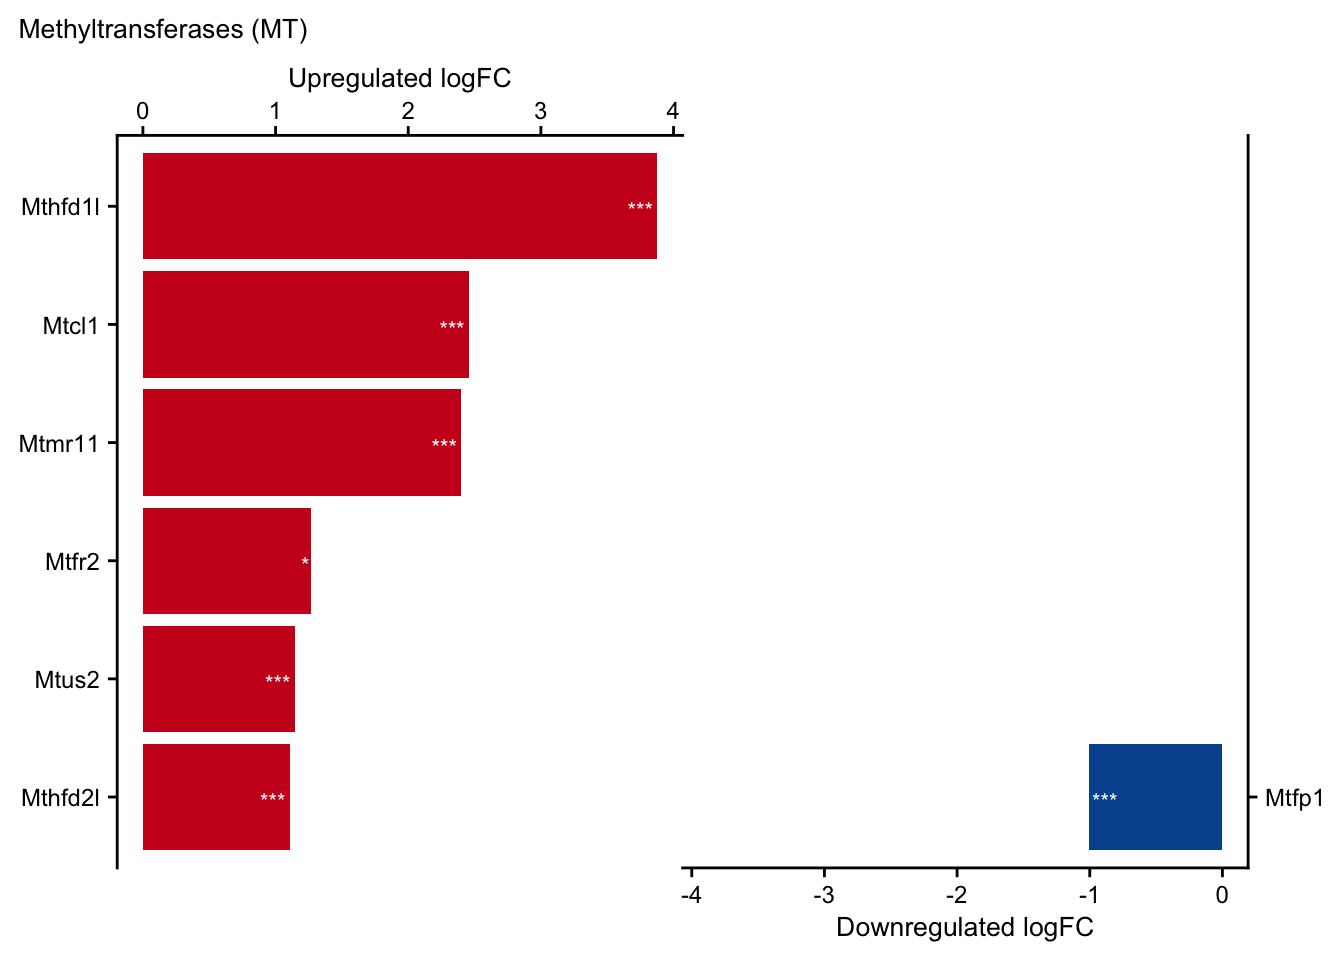 Methyltransferases (MT)
Upregulated logFC
0 1 2 3 4
Mthfd1l ***
Mtcl1 ***
Mtmr11 ***
Mtfr2 *
Mtus2 ***
Mthfd2l ***
*** Mtfp1
-4 -3 -2 -1 0
Downregulated logFC